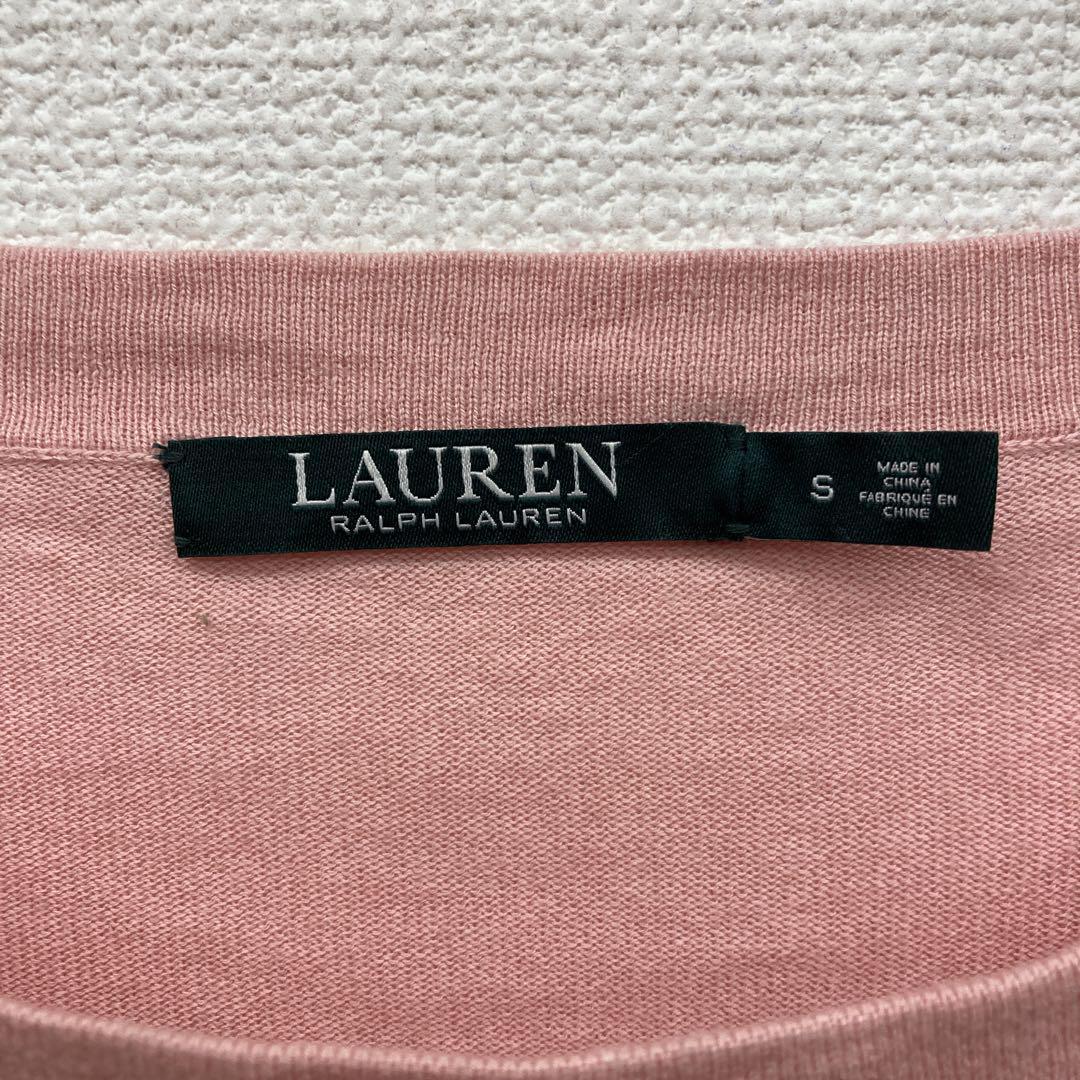 LAUREN
RALPH LAUREN
S
MADE IN
CHINA
FABRIQUÉ EN
CHINE